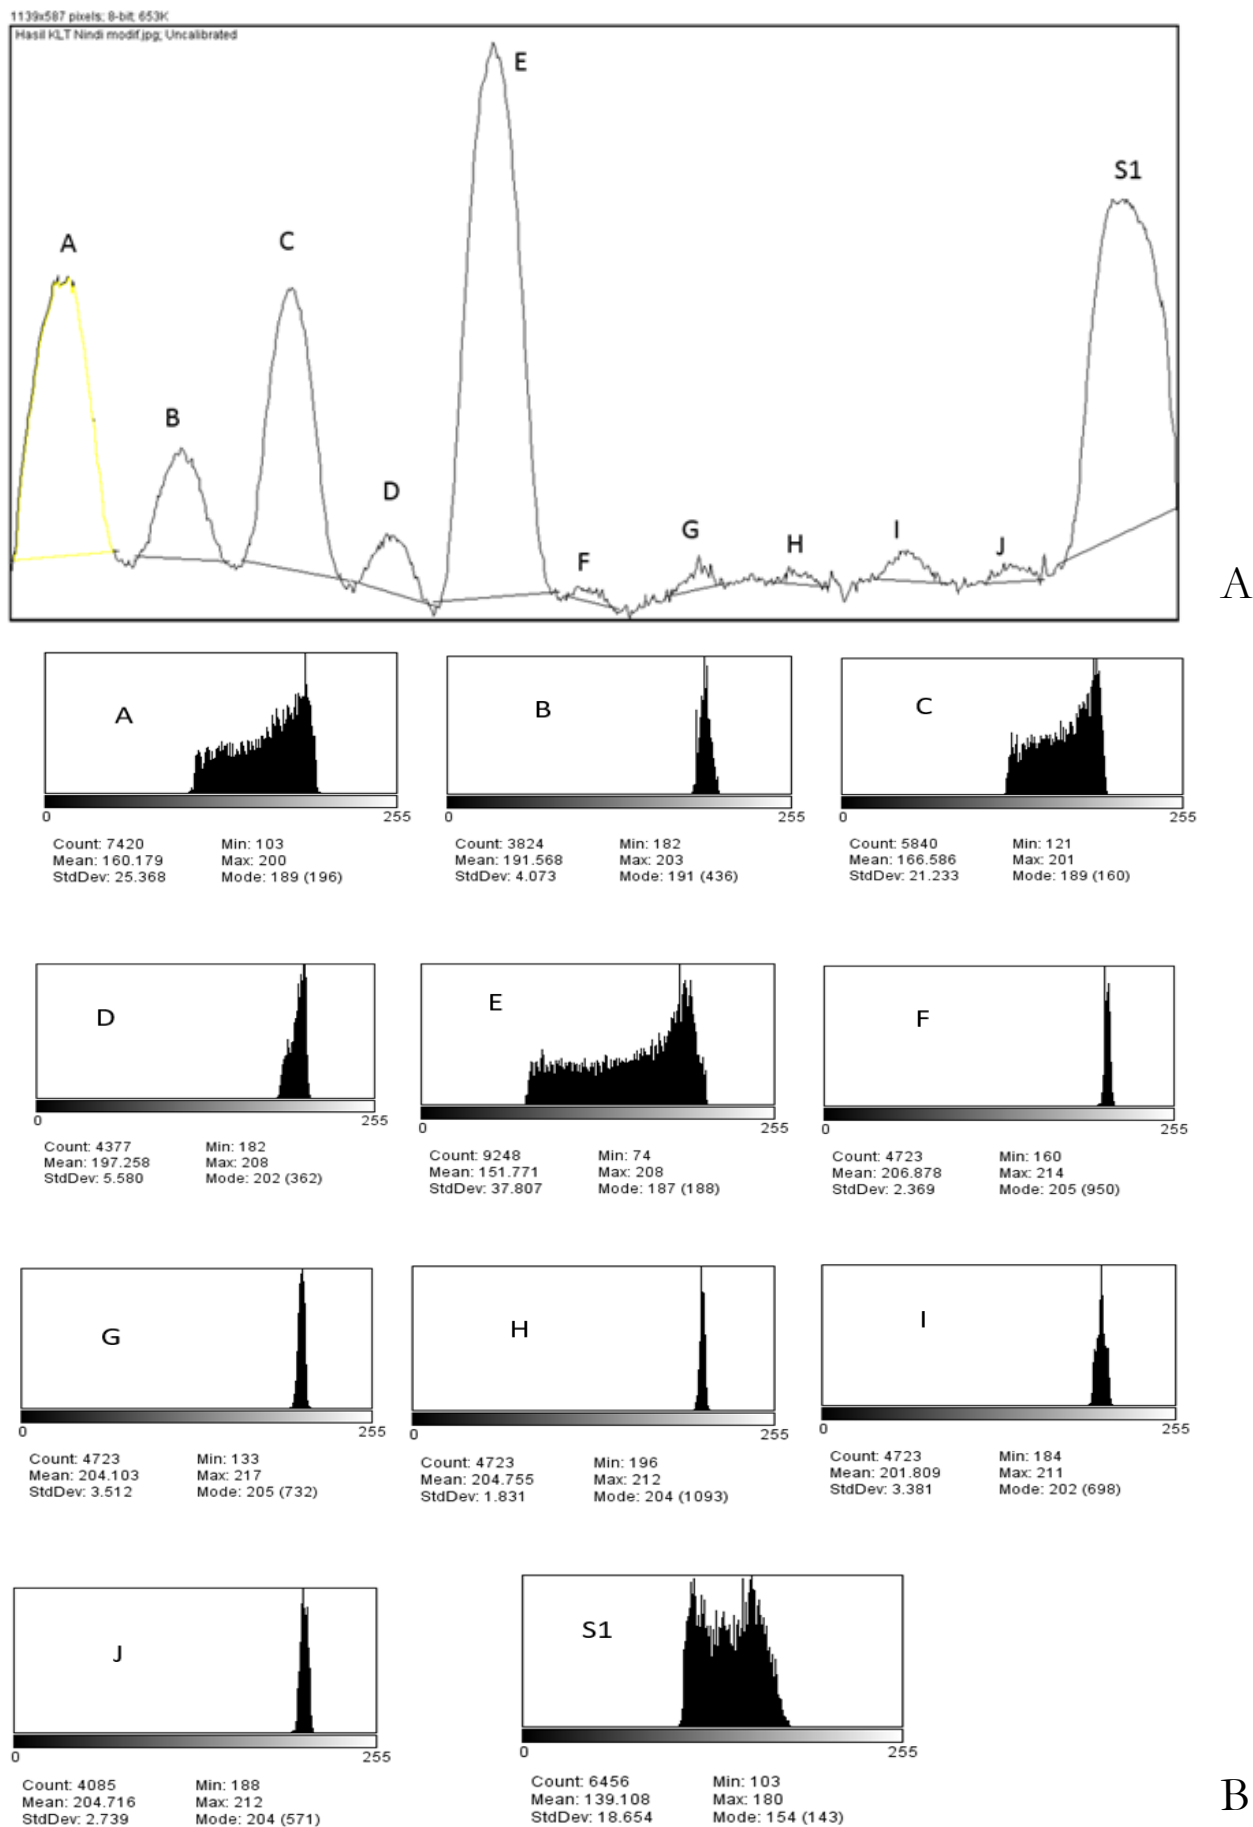 1139x587 pixels; 8-bit; 653K
Hasil KLT Nindi modif.jpg; Uncalibrated
E
S1
A
C
B
D
G
H
I
J
F
A
A
B
C
0 255
0 255
0 255
Count: 7420 Min: 103
Mean: 160.179 Max: 200
StdDev: 25.368 Mode: 189 (196)
Count: 3824 Min: 182
Mean: 191.568 Max: 203
StdDev: 4.073 Mode: 191 (436)
Count: 5840 Min: 121
Mean: 166.586 Max: 201
StdDev: 21.233 Mode: 189 (160)
D
E
F
0 255
0 255
0 255
Count: 4377 Min: 182
Mean: 197.258 Max: 208
StdDev: 5.580 Mode: 202 (362)
Count: 9248 Min: 74
Mean: 151.771 Max: 208
StdDev: 37.807 Mode: 187 (188)
Count: 4723 Min: 160
Mean: 206.878 Max: 214
StdDev: 2.369 Mode: 205 (950)
G
H
I
0 255
0 255
0 255
Count: 4723 Min: 133
Mean: 204.103 Max: 217
StdDev: 3.512 Mode: 205 (732)
Count: 4723 Min: 196
Mean: 204.755 Max: 212
StdDev: 1.831 Mode: 204 (1093)
Count: 4723 Min: 184
Mean: 201.809 Max: 211
StdDev: 3.381 Mode: 202 (698)
J
S1
0 255
0 255
Count: 4085 Min: 188
Mean: 204.716 Max: 212
StdDev: 2.739 Mode: 204 (571)
Count: 6456 Min: 103
Mean: 139.108 Max: 180
StdDev: 18.654 Mode: 154 (143)
B